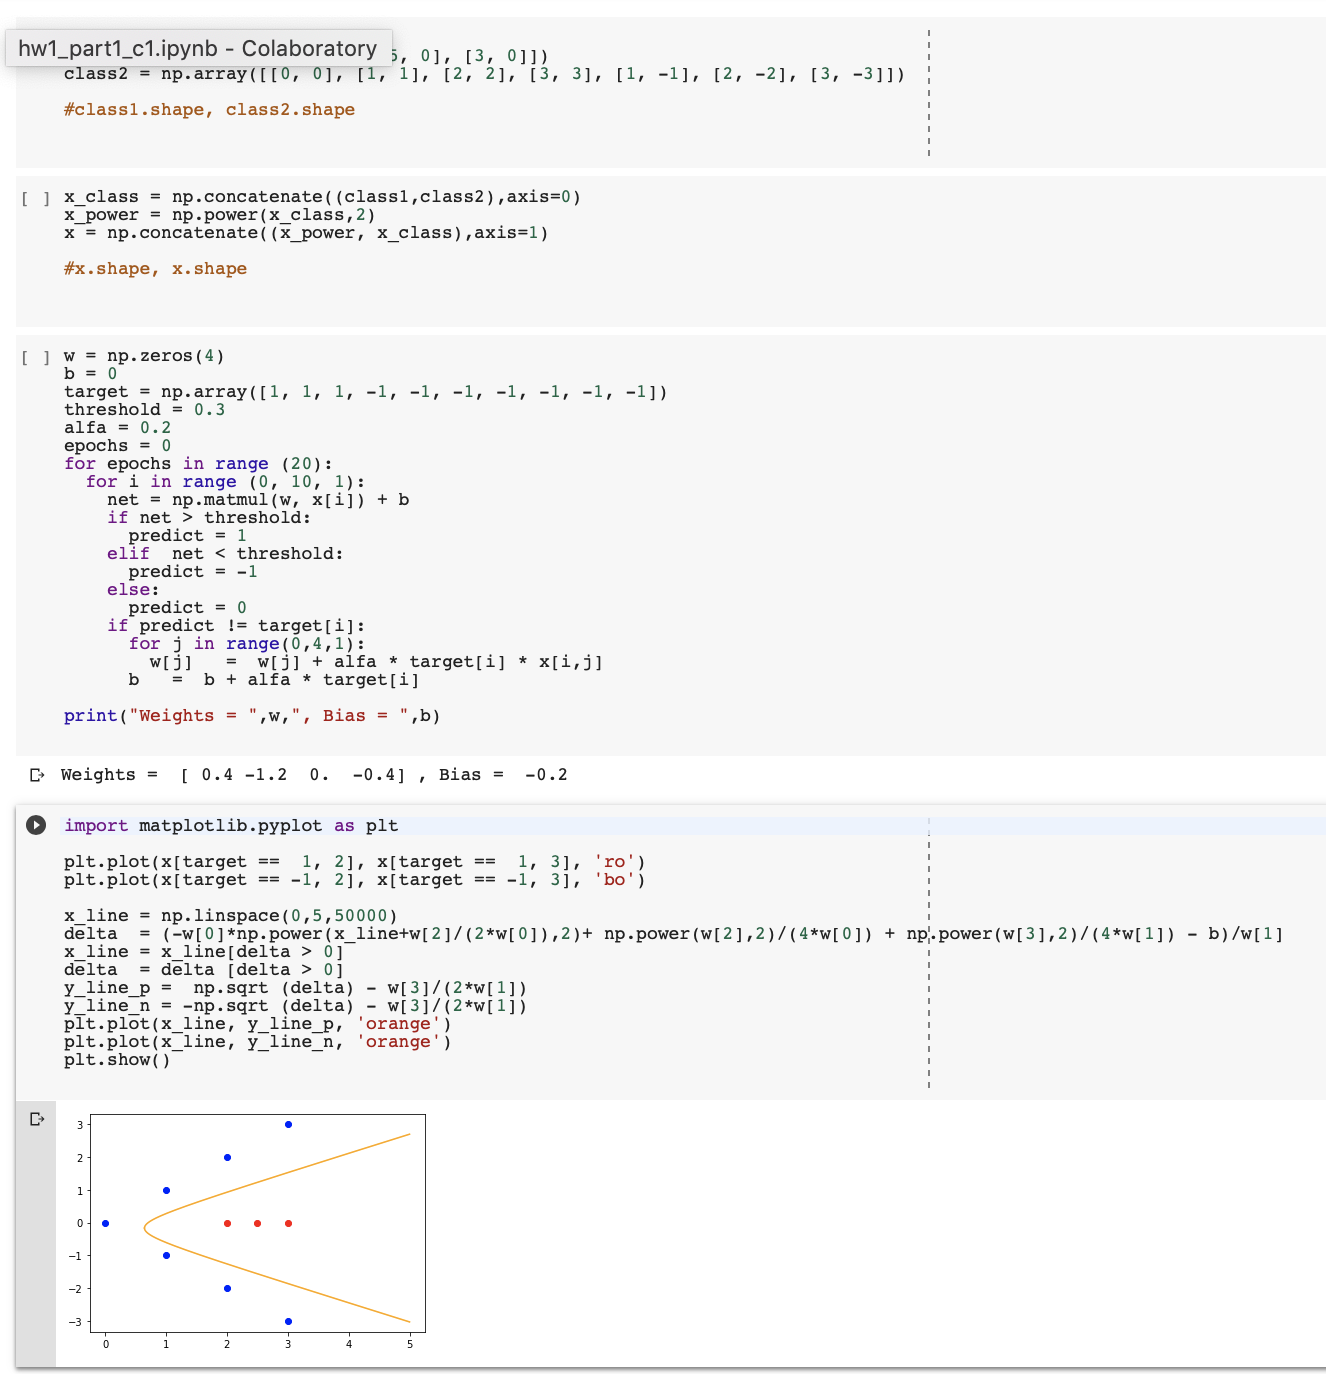 hw1_part1_c1.ipynb - Colaboratory
5, 0], [3, 0]])
class2 = np.array([[0, 0], [1, 1], [2, 2], [3, 3], [1, -1], [2, -2], [3, -3]])
#class1.shape, class2.shape
[ ] x_class = np.concatenate((class1,class2),axis=0)
x_power = np.power(x_class,2)
x = np.concatenate((x_power, x_class),axis=1)
#x.shape, x.shape
[ ] w = np.zeros(4)
b = 0
target = np.array([1, 1, 1, -1, -1, -1, -1, -1, -1, -1])
threshold = 0.3
alfa = 0.2
epochs = 0
for epochs in range (20):
  for i in range (0, 10, 1):
    net = np.matmul(w, x[i]) + b
    if net > threshold:
      predict = 1
    elif  net < threshold:
      predict = -1
    else:
      predict = 0
    if predict != target[i]:
      for j in range(0,4,1):
        w[j]   =  w[j] + alfa * target[i] * x[i,j]
      b   =  b + alfa * target[i]
print("Weights = ",w,", Bias = ",b)
Weights =  [ 0.4 -1.2  0.  -0.4] , Bias =  -0.2
import matplotlib.pyplot as plt
plt.plot(x[target ==  1, 2], x[target ==  1, 3], 'ro')
plt.plot(x[target == -1, 2], x[target == -1, 3], 'bo')
x_line = np.linspace(0,5,50000)
delta  = (-w[0]*np.power(x_line+w[2]/(2*w[0]),2)+ np.power(w[2],2)/(4*w[0]) + np.power(w[3],2)/(4*w[1]) - b)/w[1]
x_line = x_line[delta > 0]
delta  = delta [delta > 0]
y_line_p =  np.sqrt (delta) - w[3]/(2*w[1])
y_line_n = -np.sqrt (delta) - w[3]/(2*w[1])
plt.plot(x_line, y_line_p, 'orange')
plt.plot(x_line, y_line_n, 'orange')
plt.show()
3
2
1
0
-1
-2
-3
0 1 2 3 4 5